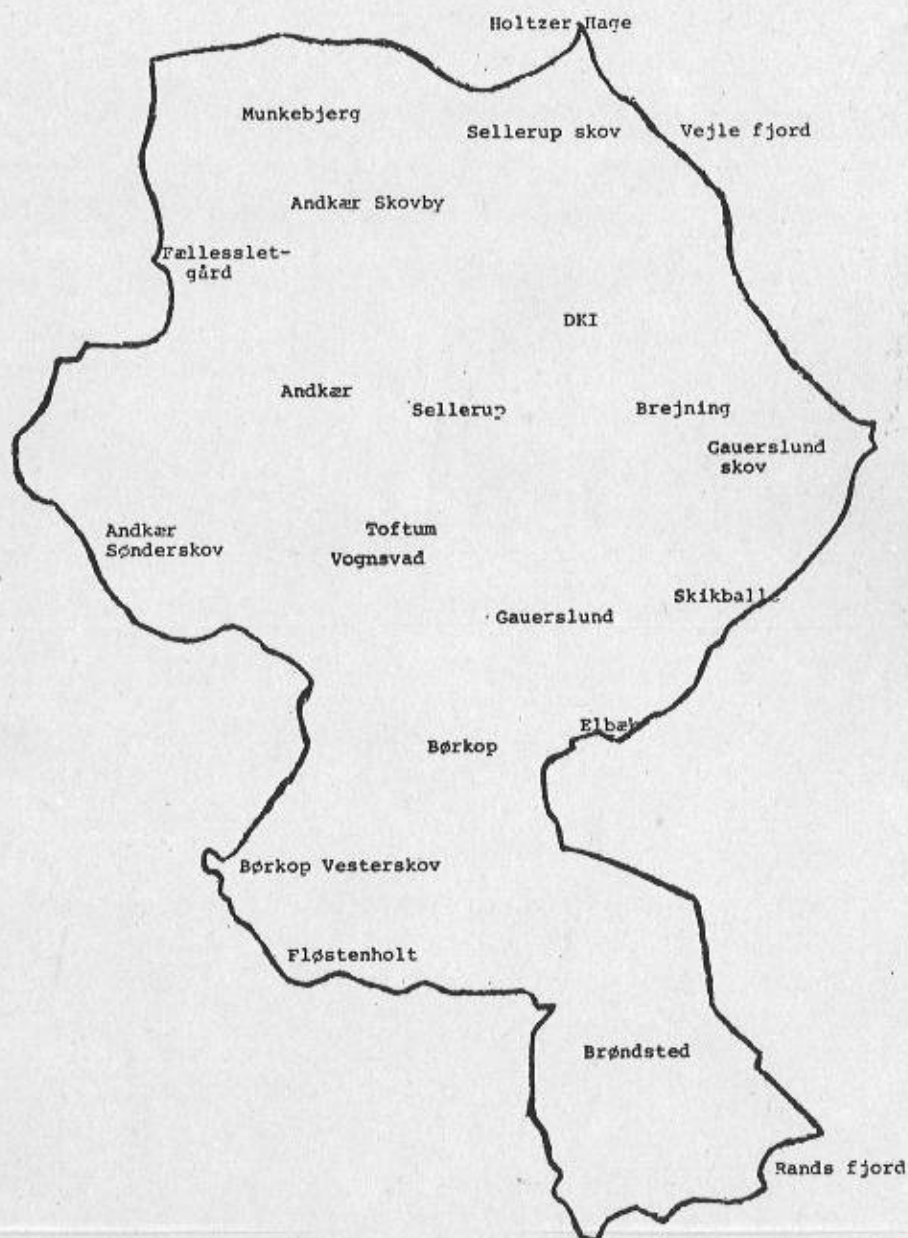 Holtzer Hage
Munkebjerg
Sellerup skov
Vejle fjord
Andkær Skovby
Fællesslet-
gård
DKI
Andkær
Sellerup
Brejning
Gauerslund
skov
Andkær
Sønderskov
Toftum
Vognsvad
Skikballe
Gauerslund
Elbæk
Børkop
Børkop Vesterskov
Fløstenholt
Brøndsted
Rands fjord